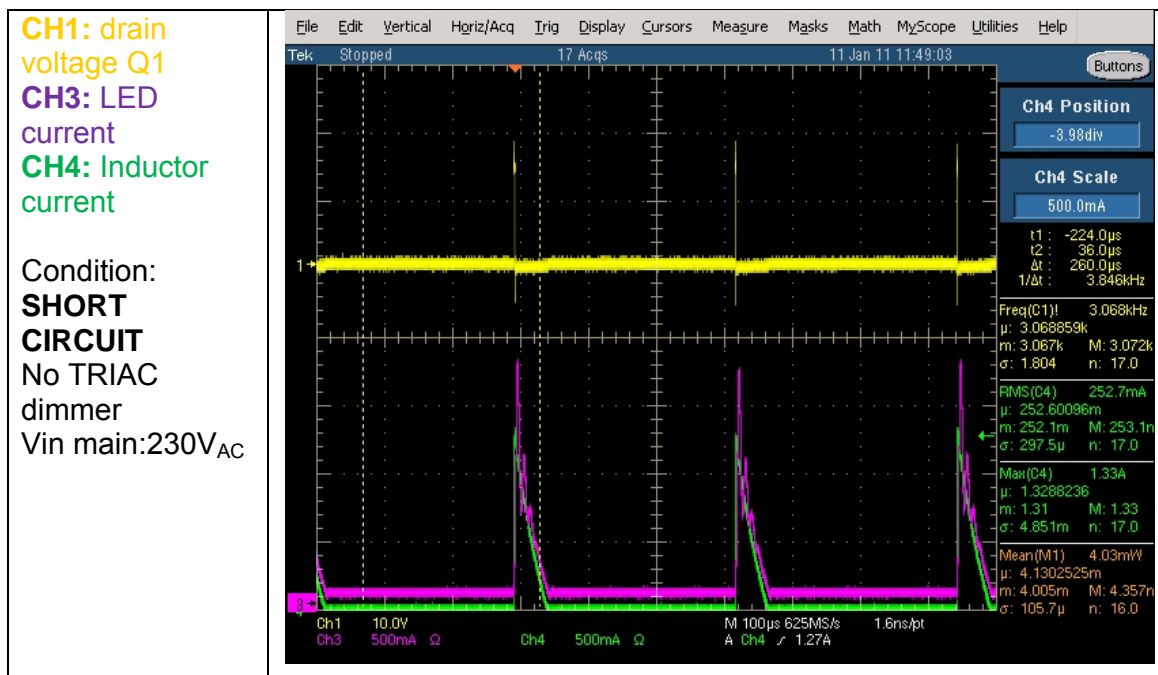 CH1: drain
voltage Q1
CH3: LED
current
CH4: Inductor
current
Condition:
SHORT
CIRCUIT
No TRIAC
dimmer
Vin main:230VAC
File Edit Vertical Horiz/Acq Trig Display Cursors Measure Masks Math MyScope Utilities Help
Tek Stopped 17 Acqs 11 Jan 11 11:49:03
Buttons
Ch4 Position
-3.98div
Ch4 Scale
500.0mA
t1 : -224.0µs
t2 : 36.0µs
Δt : 260.0µs
1/Δt : 3.846kHz
Freq(C1)! 3.068kHz
µ: 3.068859k
m: 3.067k M: 3.072k
σ: 1.804 n: 17.0
RMS(C4) 252.7mA
µ: 252.60096m
m: 252.1m M: 253.1m
σ: 297.5µ n: 17.0
Max(C4) 1.33A
µ: 1.3288236
m: 1.31 M: 1.33
σ: 4.851m n: 17.0
Mean(M1) 4.03mW
µ: 4.1302525m
m: 4.005m M: 4.357m
σ: 105.7µ n: 16.0
1
3
Ch1 10.0V M 100µs 625MS/s 1.6ns/pt
Ch3 500mA Ω Ch4 500mA Ω A Ch4 ∕ 1.27A